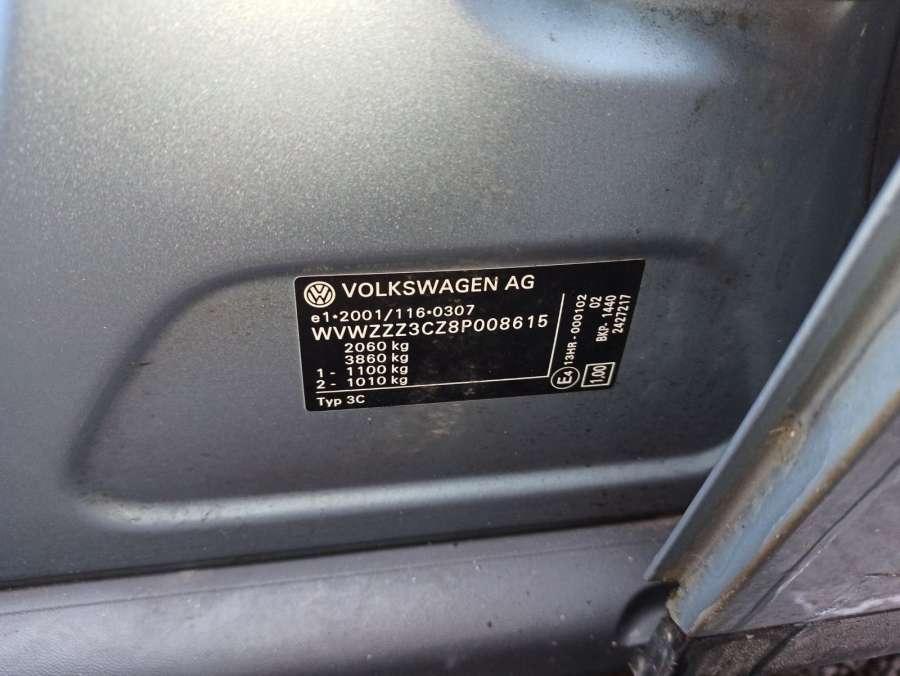 VOLKSWAGEN AG
e1*2001/116*0307
WVWZZZ3CZ8P008615
2060 kg
3860 kg
1 - 1100 kg
2 - 1010 kg
Typ 3C
E4
13HR - 000102
02
BKP- 1440
2427217
1.00